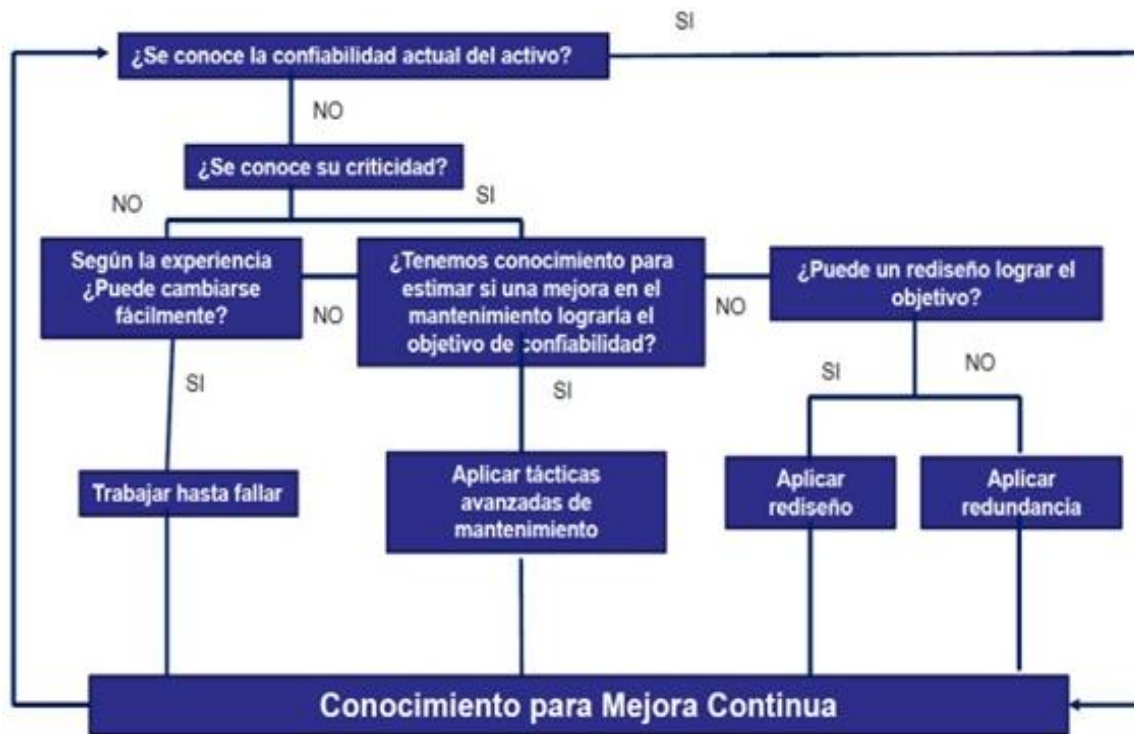 SI
¿Se conoce la confiabilidad actual del activo?
NO
¿Se conoce su criticidad?
NO
SI
Según la experiencia
¿Puede cambiarse
fácilmente?
NO
¿Tenemos conocimiento para
estimar si una mejora en el
mantenimiento lograría el
objetivo de confiabilidad?
NO
¿Puede un rediseño lograr el
objetivo?
SI
SI
SI
NO
Trabajar hasta fallar
Aplicar tácticas
avanzadas de
mantenimiento
Aplicar
rediseño
Aplicar
redundancia
Conocimiento para Mejora Continua